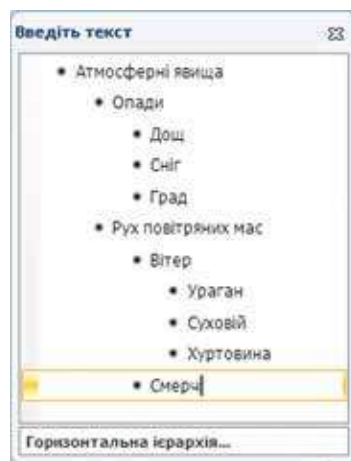 Введіть текст
• Атмосферні явища
• Опади
• Дощ
• Сніг
• Град
• Рух повітряних мас
• Вітер
• Ураган
• Суховій
• Хуртовина
• Смерч
Горизонтальна ієрархія...